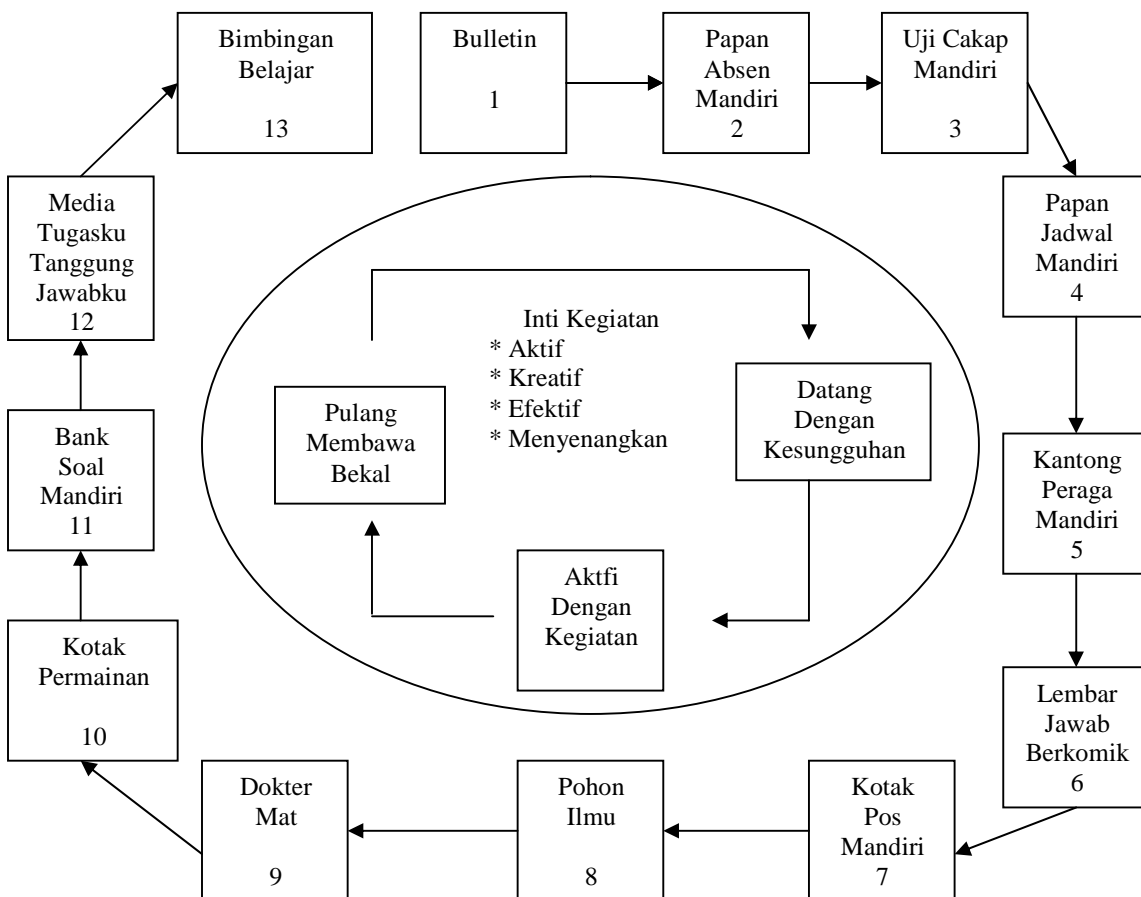 Bulletin
1
Papan
Absen
Mandiri
2
Uji Cakap
Mandiri
3
Papan
Jadwal
Mandiri
4
Kantong
Peraga
Mandiri
5
Lembar
Jawab
Berkomik
6
Kotak
Pos
Mandiri
7
Pohon
Ilmu
8
Dokter
Mat
9
Kotak
Permainan
10
Bank
Soal
Mandiri
11
Media
Tugasku
Tanggung
Jawabku
12
Bimbingan
Belajar
13
Inti Kegiatan
* Aktif
* Kreatif
* Efektif
* Menyenangkan
Datang
Dengan
Kesungguhan
Aktfi
Dengan
Kegiatan
Pulang
Membawa
Bekal